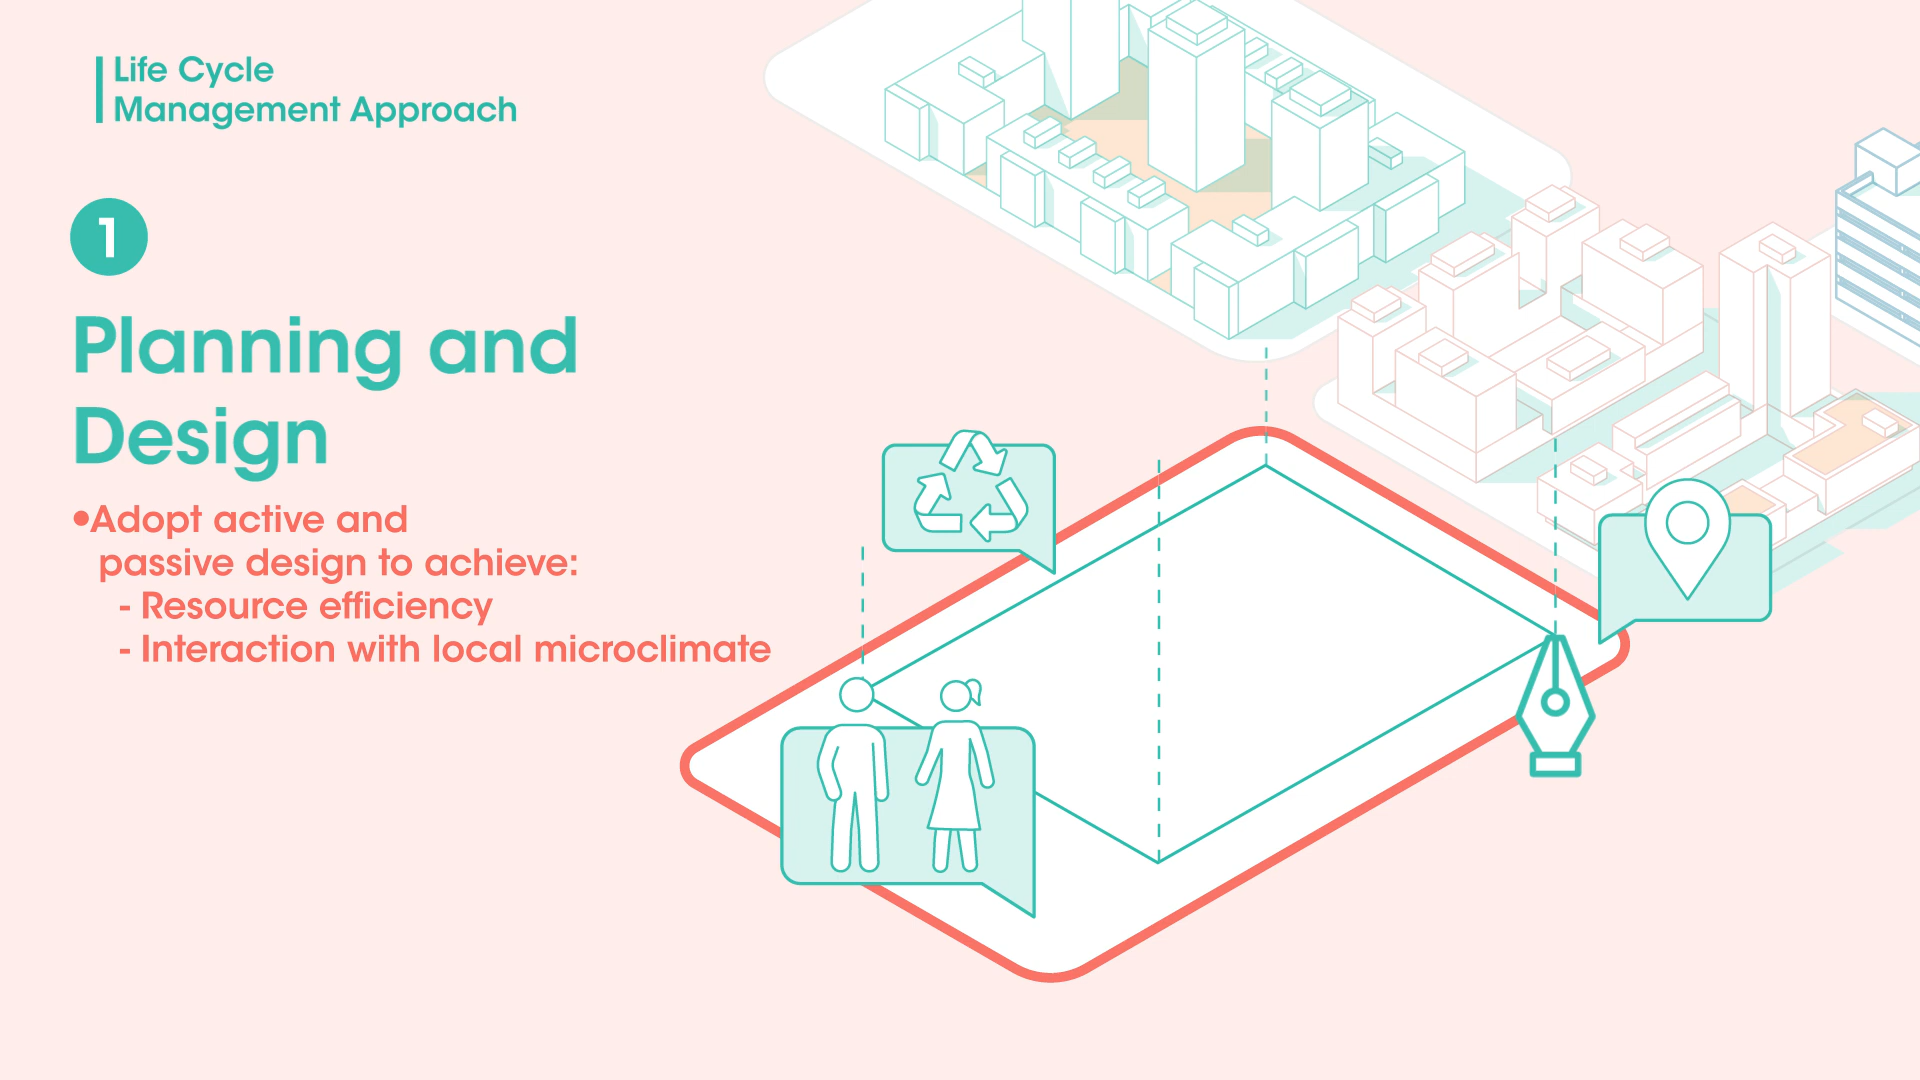 Life Cycle
Management Approach
1
Planning and
Design
•Adopt active and
passive design to achieve:
- Resource efficiency
- Interaction with local microclimate